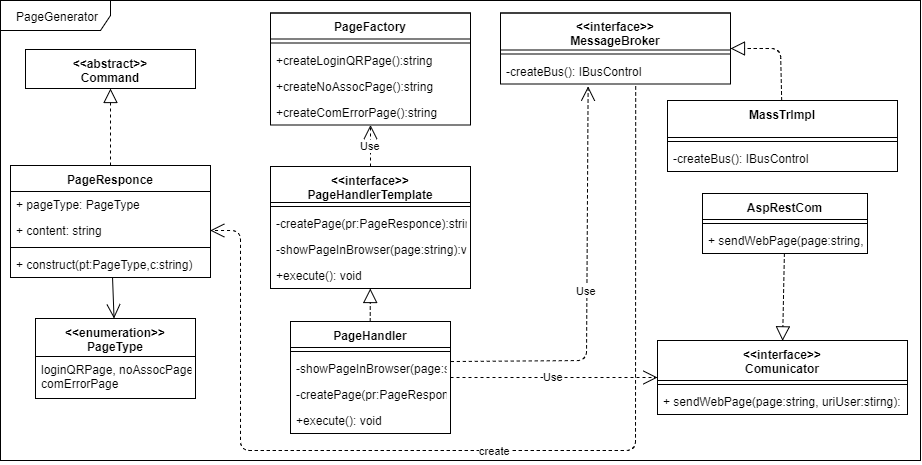 PageGenerator
<<abstract>>
Command
PageFactory
+createLoginQRPage():string
+createNoAssocPage():string
+createComErrorPage():string
<<interface>>
MessageBroker
-createBus(): IBusControl
MassTrImpl
-createBus(): IBusControl
Use
PageResponce
+ pageType: PageType
+ content: string
+ construct(pt:PageType,c:string)
<<interface>>
PageHandlerTemplate
-createPage(pr:PageResponce):strin
-showPageInBrowser(page:string):v
+execute(): void
AspRestCom
+ sendWebPage(page:string,
Use
<<enumeration>>
PageType
loginQRPage, noAssocPage
comErrorPage
PageHandler
-showPageInBrowser(page:s
-createPage(pr:PageRespon
+execute(): void
Use
<<interface>>
Comunicator
+ sendWebPage(page:string, uriUser:stirng):
create